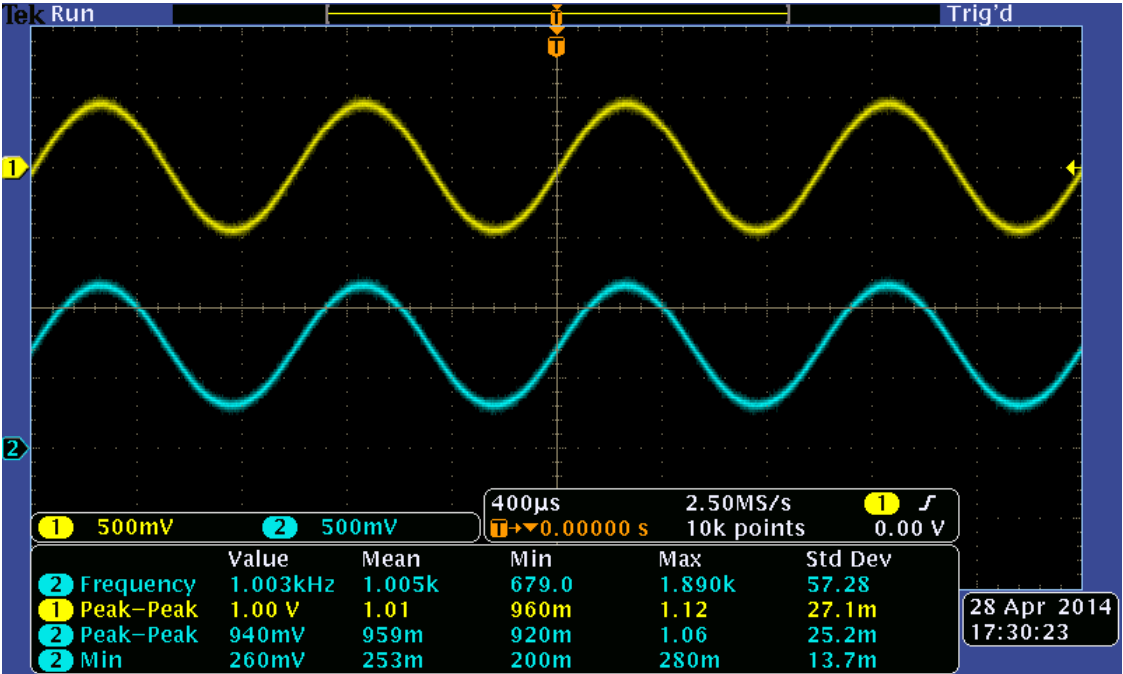 Tek Run Trig'd
T
1
2
1 500mV 2 500mV
400µs 2.50MS/s 1
T→▼0.00000 s 10k points 0.00 V
Value Mean Min Max Std Dev
2 Frequency 1.003kHz 1.005k 679.0 1.890k 57.28
1 Peak-Peak 1.00 V 1.01 960m 1.12 27.1m
2 Peak-Peak 940mV 959m 920m 1.06 25.2m
2 Min 260mV 253m 200m 280m 13.7m
28 Apr 2014
17:30:23